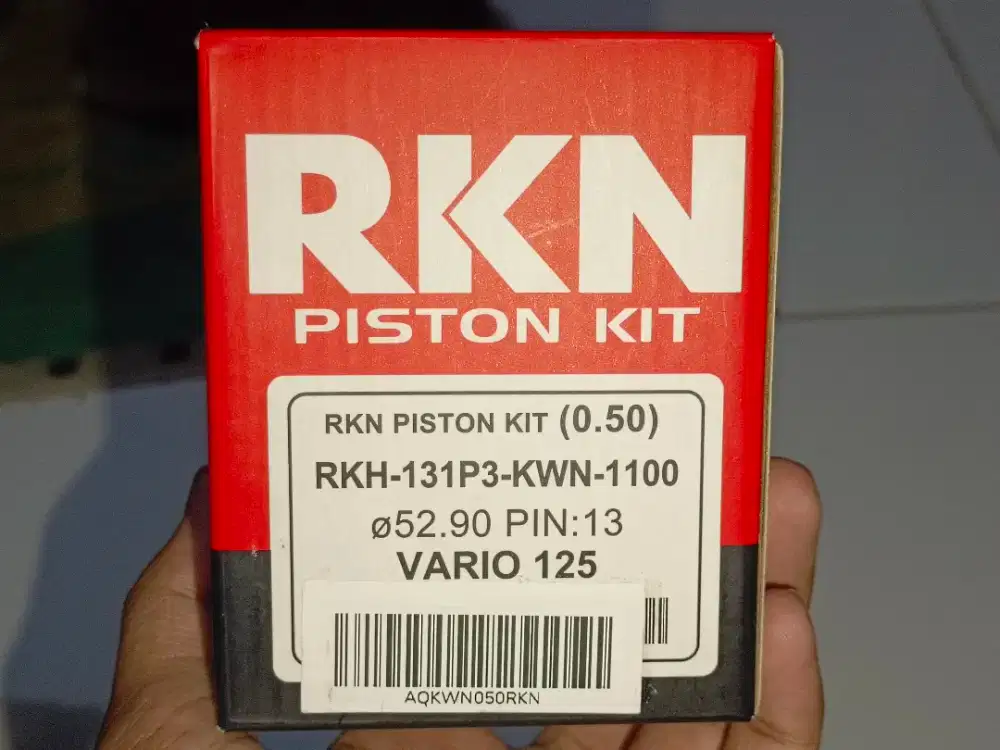 RKN
PISTON KIT
RKN PISTON KIT (0.50)
RKH-131P3-KWN-1100
ø52.90 PIN:13
VARIO 125
AQKWN050RKN